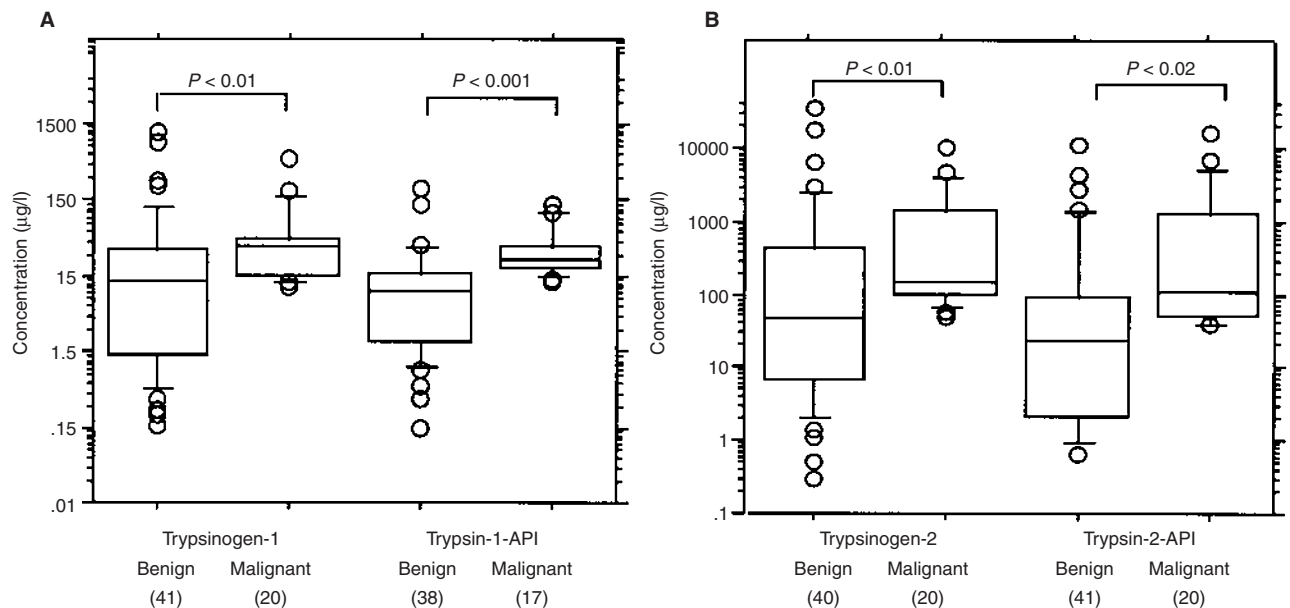 A
P < 0.01
P < 0.001
Concentration (µg/l)
1500
150
15
1.5
.15
.01
Trypsinogen-1 Trypsin-1-API
Benign Malignant Benign Malignant
(41) (20) (38) (17)
B
P < 0.01
P < 0.02
Concentration (µg/l)
10000
1000
100
10
1
.1
Trypsinogen-2 Trypsin-2-API
Benign Malignant Benign Malignant
(40) (20) (41) (20)